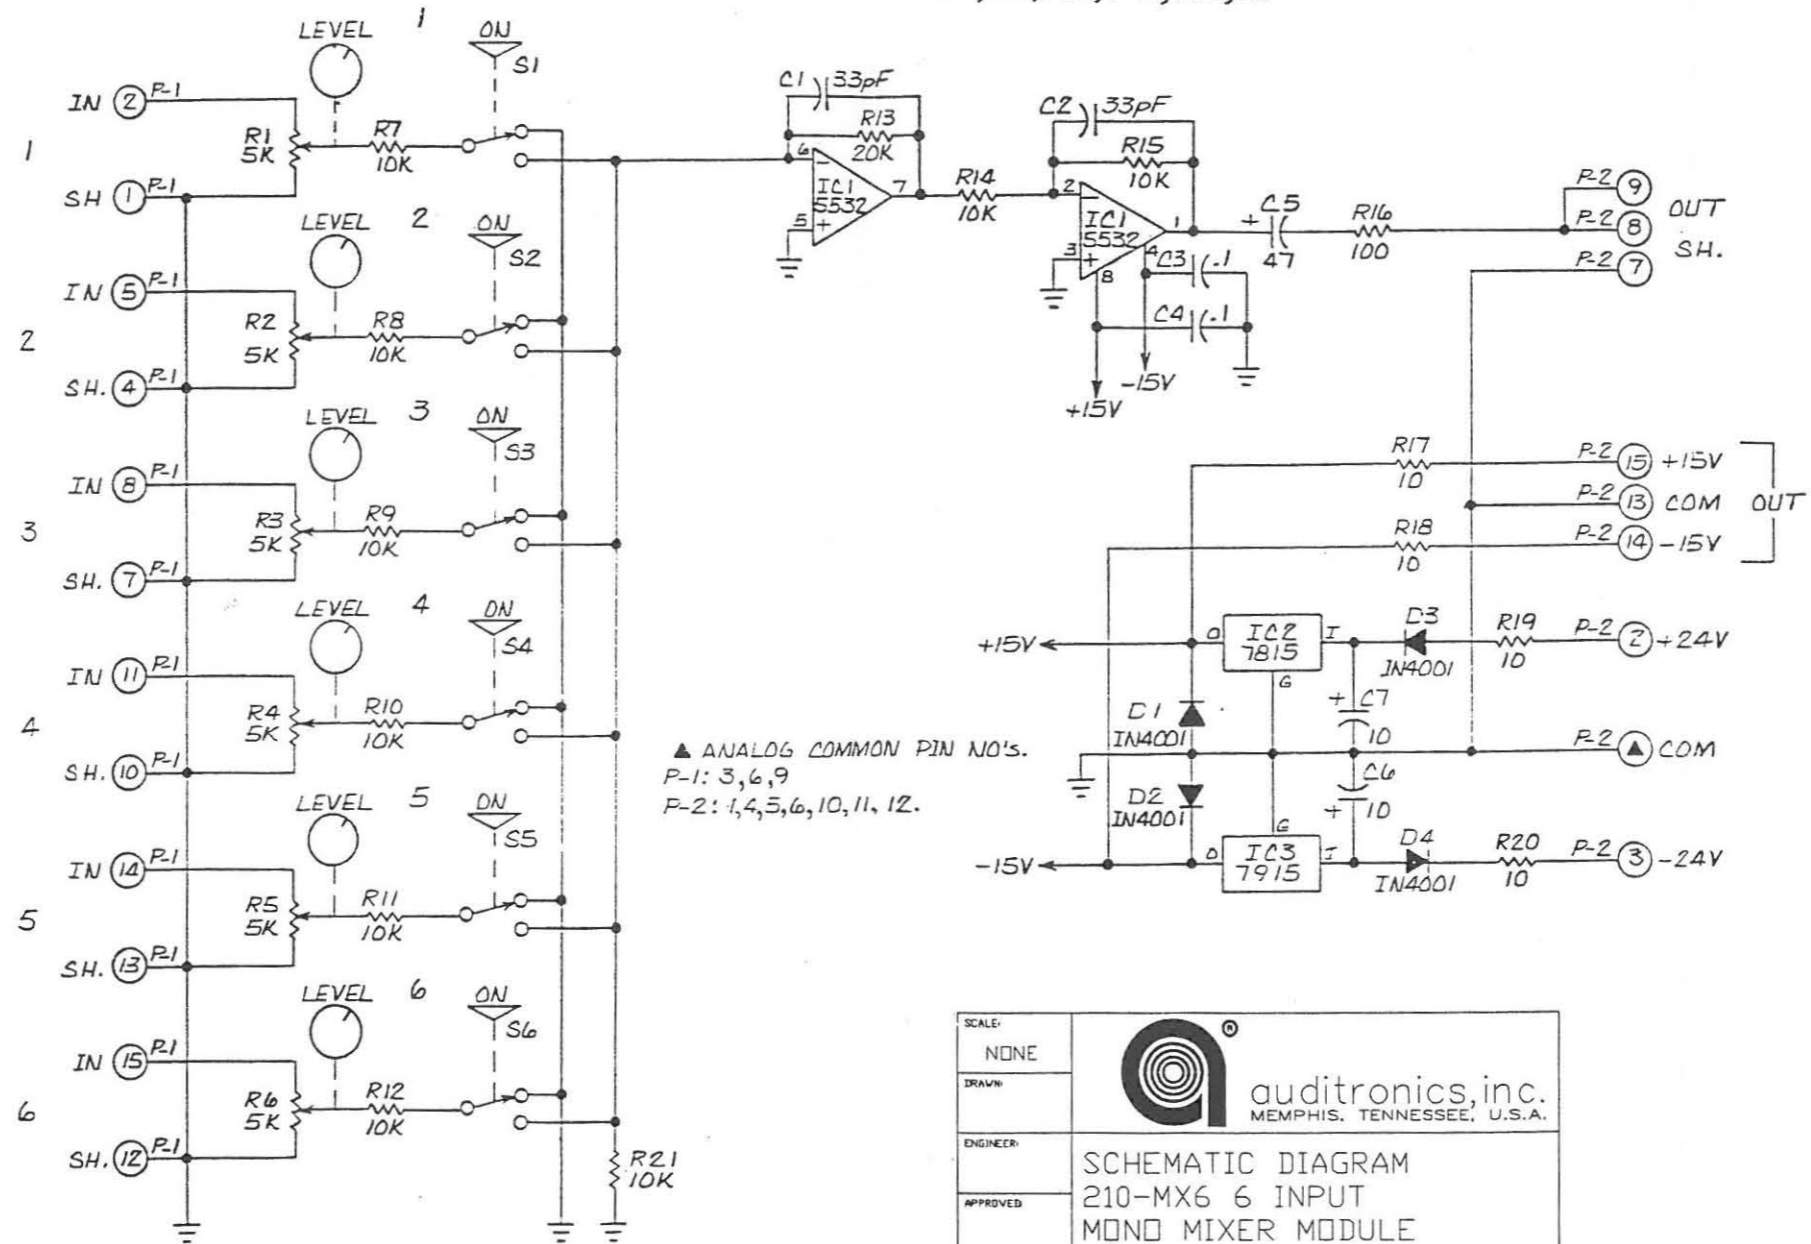 LEVEL 1 ON S1
IN 2 P-1
R1 5K
R7 10K
1
SH 1 P-1
LEVEL 2 ON S2
IN 5 P-1
R2 5K
R8 10K
2
SH. 4 P-1
LEVEL 3 ON S3
IN 8 P-1
R3 5K
R9 10K
3
SH. 7 P-1
LEVEL 4 ON S4
IN 11 P-1
R4 5K
R10 10K
4
SH. 10 P-1
LEVEL 5 ON S5
IN 14 P-1
R5 5K
R11 10K
5
SH. 13 P-1
LEVEL 6 ON S6
IN 15 P-1
R6 5K
R12 10K
6
SH. 12 P-1
R21
10K
C1 33pF
R13
20K
6 −
IC1
5532
7
5 +
R14
10K
C2 33pF
R15
10K
2 −
IC1
5532
1
3 +
4
8
C3 .1
C4 .1
-15V
+15V
+ C5
47
R16
100
P-2 9
P-2 8
P-2 7
OUT
SH.
R17
10
P-2 15 +15V
P-2 13 COM
OUT
R18
10
P-2 14 -15V
+15V
O IC2 I
7815
G
D3
IN4001
R19
10
P-2 2 +24V
D1
IN4001
+ C7
10
P-2 ▲ COM
D2
IN4001
C6
+ 10
-15V
G
O IC3 I
7915
D4
IN4001
R20
10
P-2 3 -24V
▲ ANALOG COMMON PIN NO'S.
P-1: 3,6,9
P-2: 1,4,5,6,10,11,12.
SCALE:
NONE
DRAWN:
ENGINEER:
APPROVED:
®
auditronics, inc.
MEMPHIS. TENNESSEE, U.S.A.
SCHEMATIC DIAGRAM
210-MX6 6 INPUT
MONO MIXER MODULE